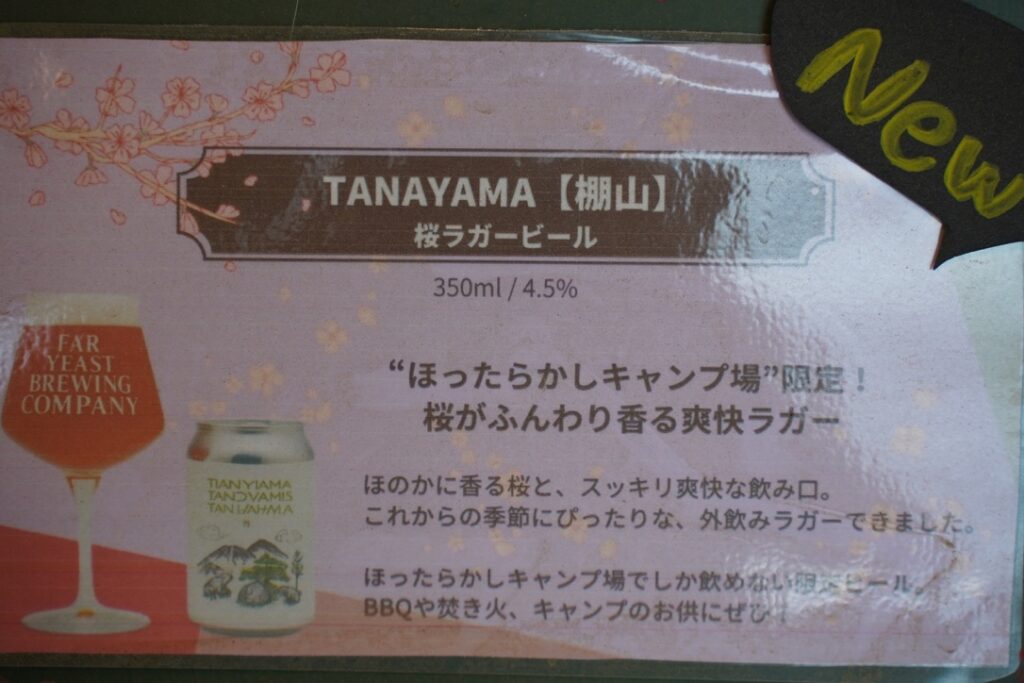 New
TANAYAMA【棚山】
桜ラガービール
350ml / 4.5%
FAR
YEAST
BREWING
COMPANY
“ほったらかしキャンプ場”限定！
桜がふんわり香る爽快ラガー
ほのかに香る桜と、スッキリ爽快な飲み口。
これからの季節にぴったりな、外飲みラガーできました。
ほったらかしキャンプ場でしか飲めない限定ビール。
BBQや焚き火、キャンプのお供にぜひ！